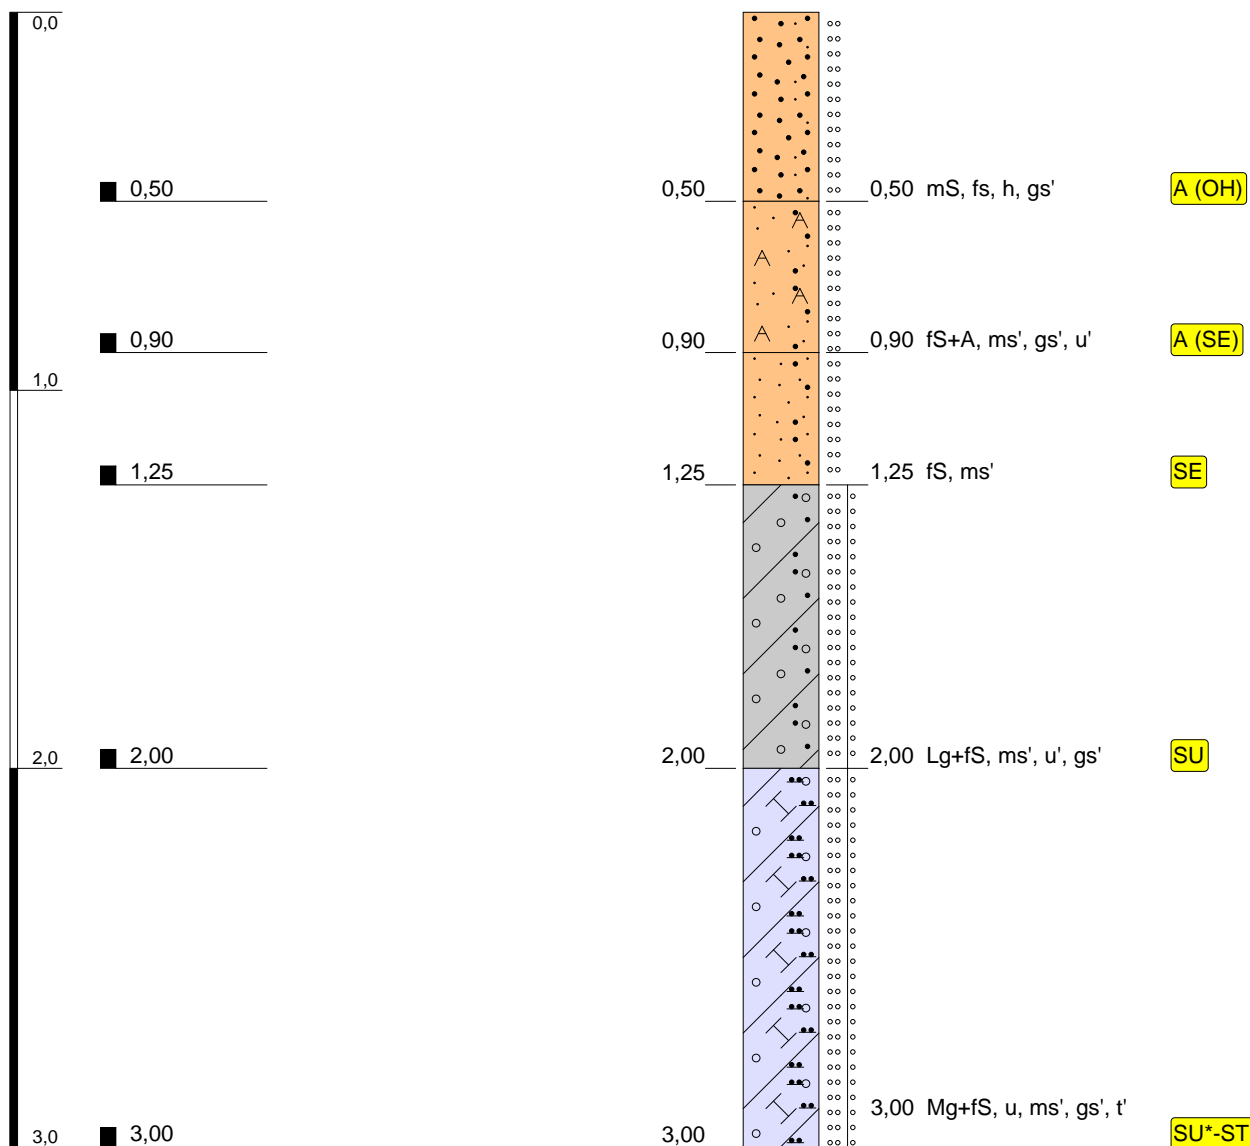 0,0
0,50 0,50 0,50 mS, fs, h, gs' A (OH)
0,90 0,90 0,90 fS+A, ms', gs', u' A (SE)
1,0
1,25 1,25 1,25 fS, ms' SE
2,0 2,00 2,00 2,00 Lg+fS, ms', u', gs' SU
3,00 Mg+fS, u, ms', gs', t'
3,0 3,00 3,00 SU*-ST